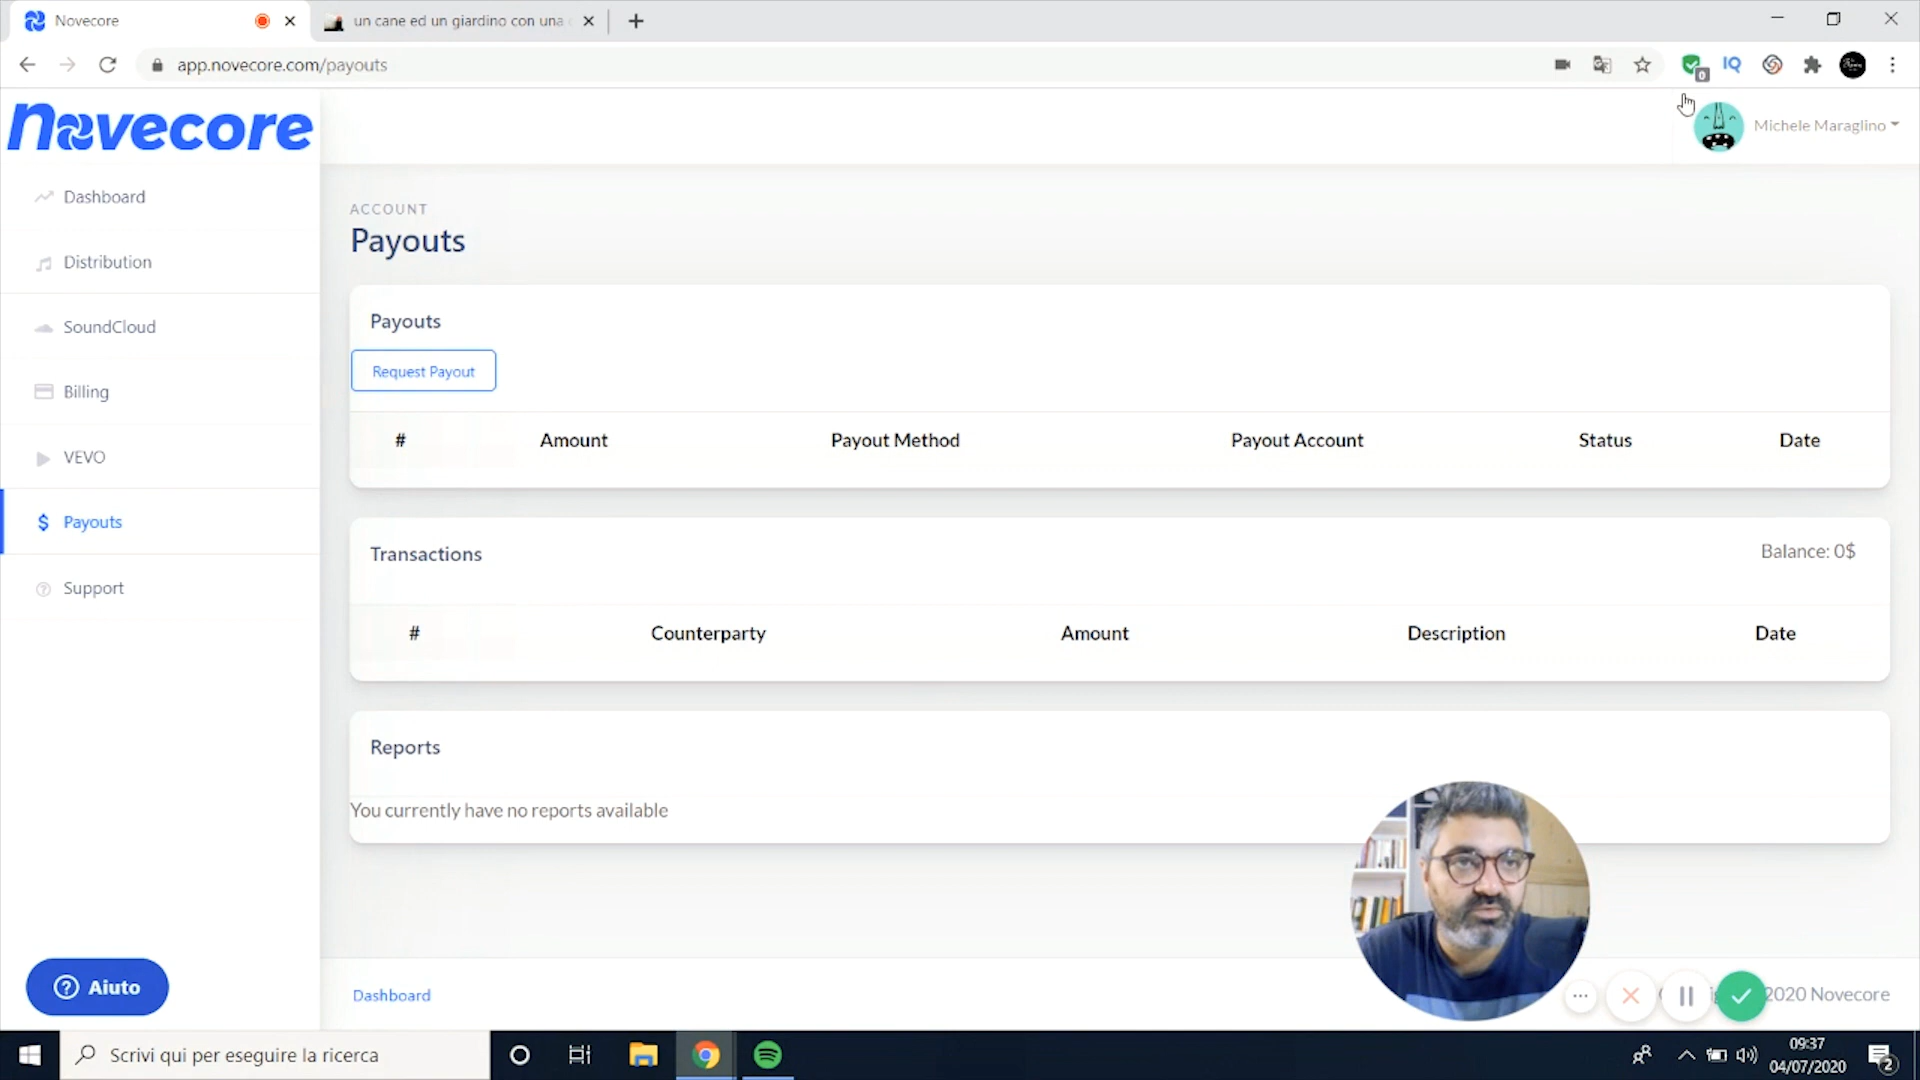 Novecore
un cane ed un giardino con una
app.novecore.com/payouts
0
IQ
Novecore
Michele Maraglino
Dashboard
Distribution
SoundCloud
Billing
VEVO
Payouts
Support
ACCOUNT
Payouts
Payouts
Request Payout
# Amount Payout Method Payout Account Status Date
Transactions
Balance: 0$
# Counterparty Amount Description Date
Reports
You currently have no reports available
Aiuto
Dashboard
2020 Novecore
Scrivi qui per eseguire la ricerca
09:37
04/07/2020
2